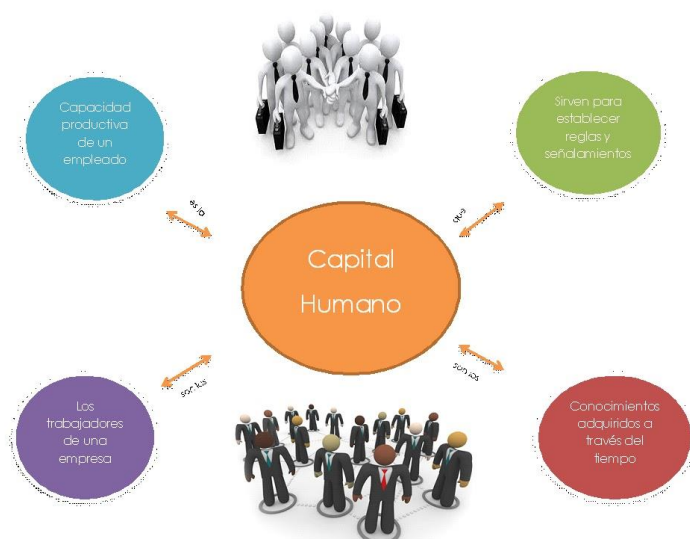 Capacidad
productiva
de un
empleado
Sirven para
establecer
reglas y
señalamientos
es la
que
Capital
Humano
son los
son los
Los
trabajadores
de una
empresa
Conocimientos
adquiridos a
través del
tiempo